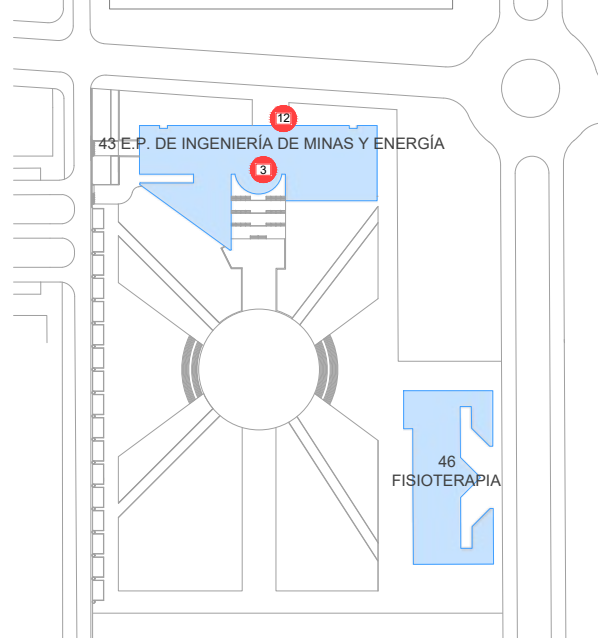 12
43 E.P. DE INGENIERÍA DE MINAS Y ENERGÍA
3
46
FISIOTERAPIA